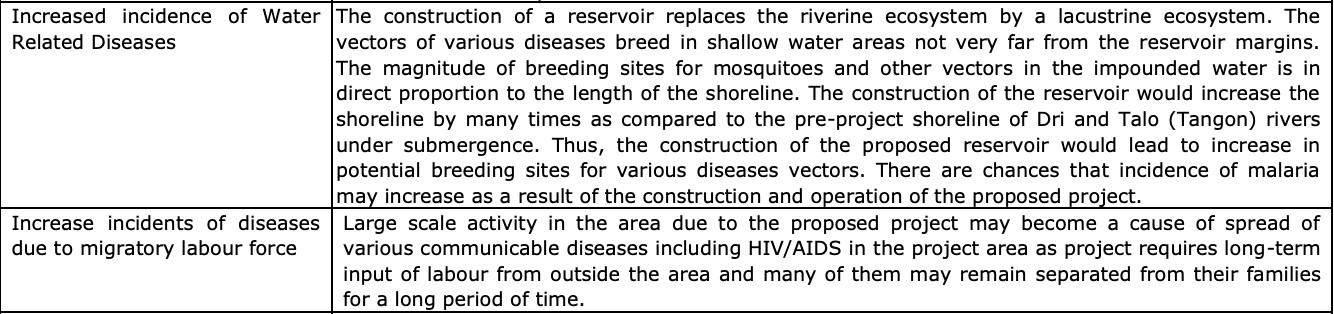 Increased incidence of Water Related Diseases
The construction of a reservoir replaces the riverine ecosystem by a lacustrine ecosystem. The
vectors of various diseases breed in shallow water areas not very far from the reservoir margins.
The magnitude of breeding sites for mosquitoes and other vectors in the impounded water is in
direct proportion to the length of the shoreline. The construction of the reservoir would increase the
shoreline by many times as compared to the pre-project shoreline of Dri and Talo (Tangon) rivers
under submergence. Thus, the construction of the proposed reservoir would lead to increase in
potential breeding sites for various diseases vectors. There are chances that incidence of malaria
may increase as a result of the construction and operation of the proposed project.
Increase incidents of diseases
due to migratory labour force
Large scale activity in the area due to the proposed project may become a cause of spread of
various communicable diseases including HIV/AIDS in the project area as project requires long-term
input of labour from outside the area and many of them may remain separated from their families
for a long period of time.